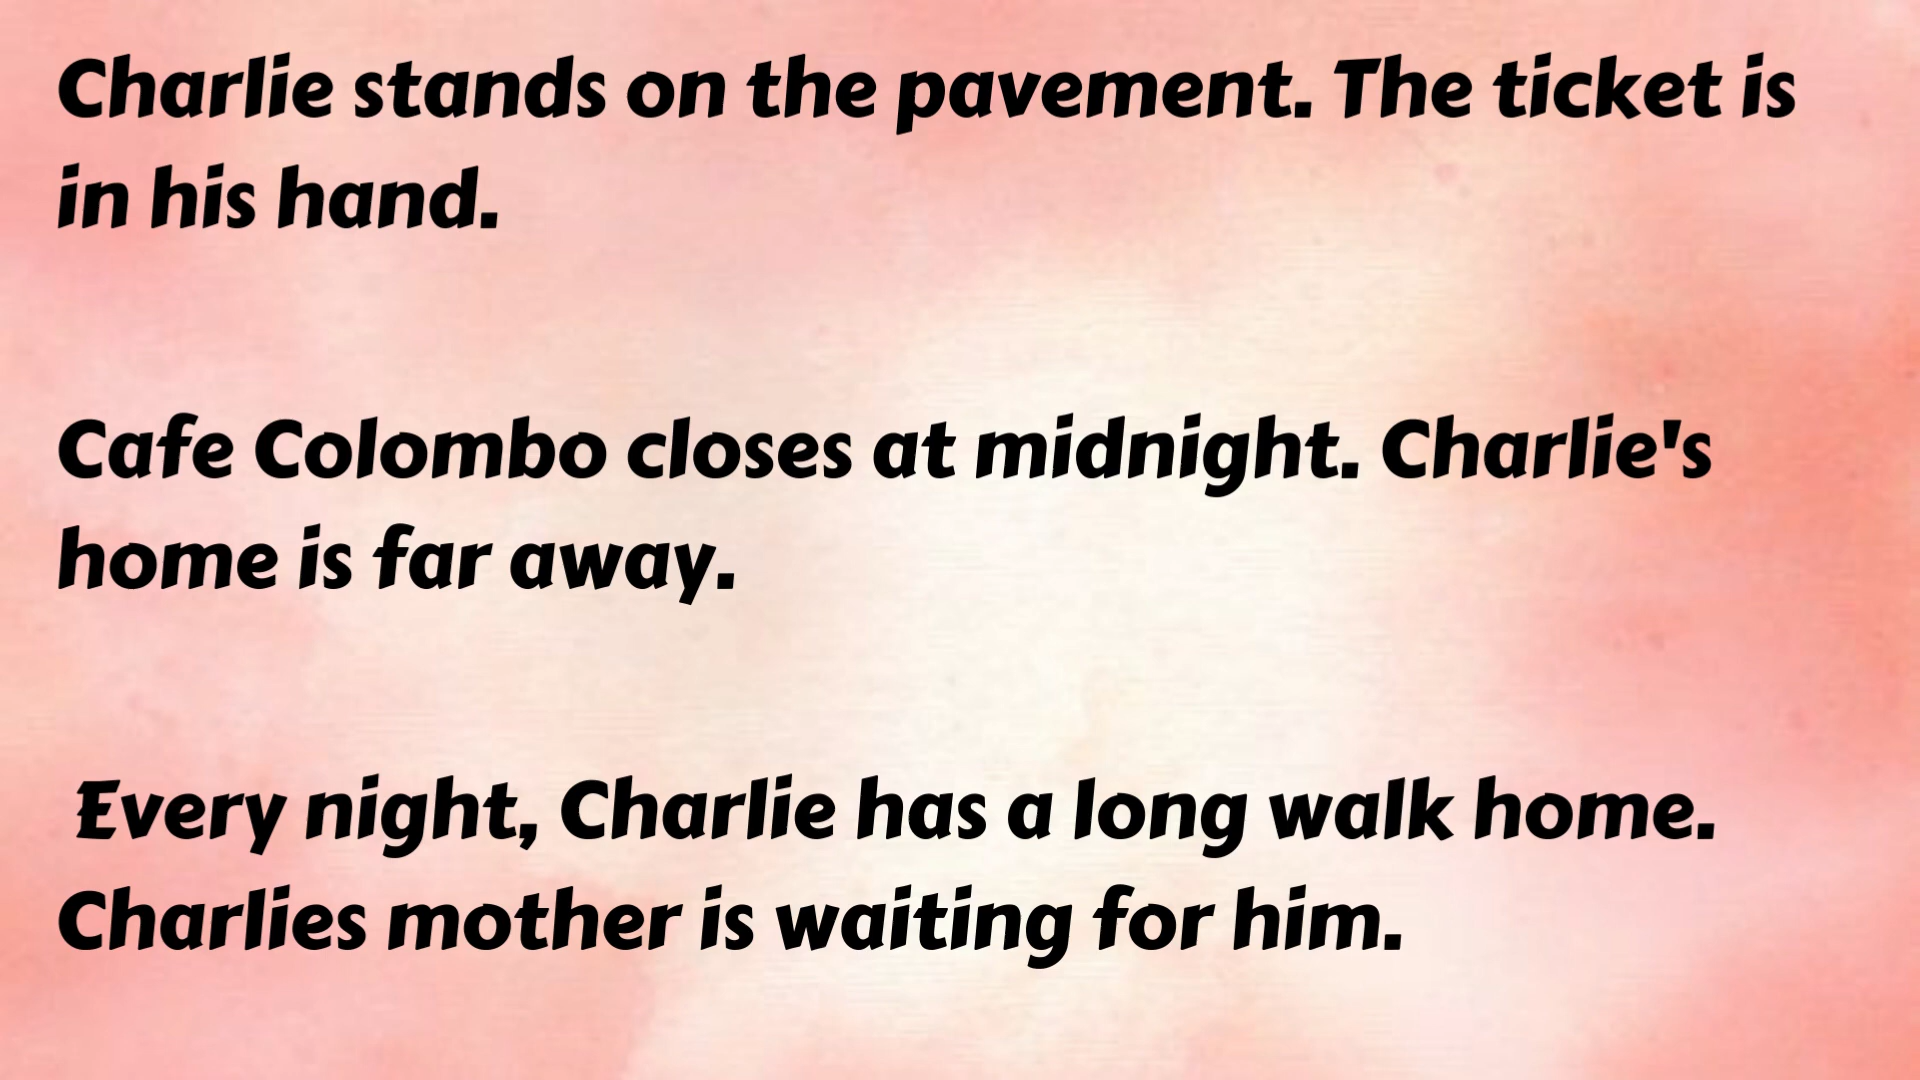 Charlie stands on the pavement. The ticket is
in his hand.
Cafe Colombo closes at midnight. Charlie's
home is far away.
Every night, Charlie has a long walk home.
Charlies mother is waiting for him.